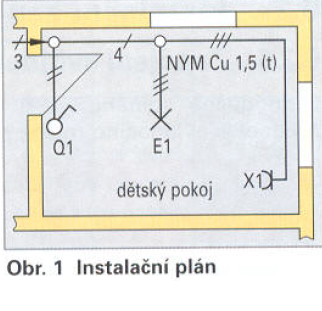 3
4
NYM Cu 1,5 (t)
Q1
E1
X1
dětský pokoj
Obr. 1 Instalační plán